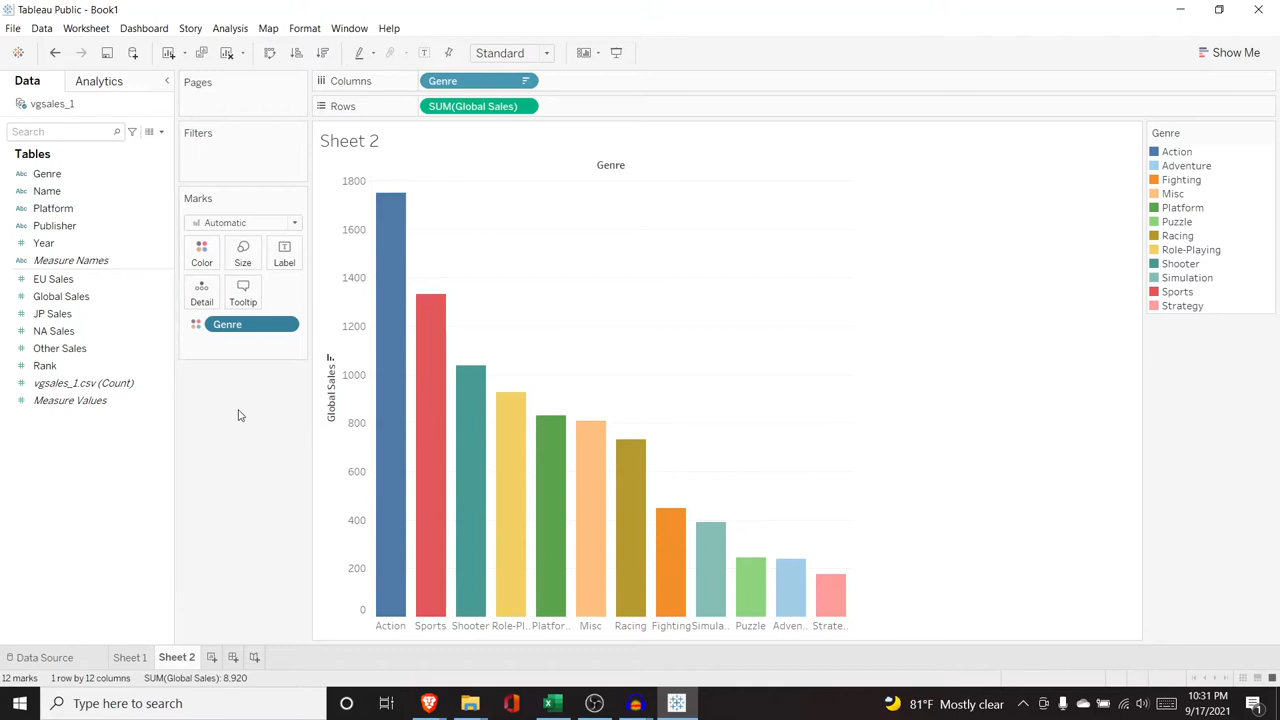 Tableau Public - Book1
File Data Worksheet Dashboard Story Analysis Map Format Window Help
Standard
Show Me
Data Analytics
vgsales_1
Search
Tables
Abc Genre
Abc Name
Abc Platform
Abc Publisher
# Year
Abc Measure Names
# EU Sales
# Global Sales
# JP Sales
# NA Sales
# Other Sales
# Rank
# vgsales_1.csv (Count)
# Measure Values
Pages
Filters
Marks
Automatic
Color Size Label
Detail Tooltip
Genre
Columns Genre
Rows SUM(Global Sales)
Sheet 2
Genre
Global Sales
1800
1600
1400
1200
1000
800
600
400
200
0
Action Sports Shooter Role-Pl.. Platfor.. Misc Racing Fighting Simula.. Puzzle Adven.. Strate..
Genre
Action
Adventure
Fighting
Misc
Platform
Puzzle
Racing
Role-Playing
Shooter
Simulation
Sports
Strategy
Data Source Sheet 1 Sheet 2
12 marks 1 row by 12 columns SUM(Global Sales): 8.920
Type here to search
81°F Mostly clear
10:31 PM
9/17/2021
1